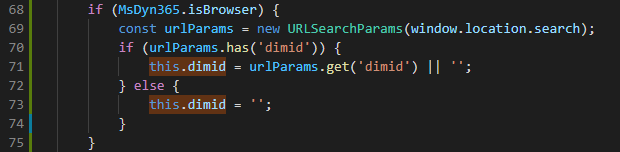 68 if (MsDyn365.isBrowser) {
69 const urlParams = new URLSearchParams(window.location.search);
70 if (urlParams.has('dimid')) {
71 this.dimid = urlParams.get('dimid') || '';
72 } else {
73 this.dimid = '';
74 }
75 }